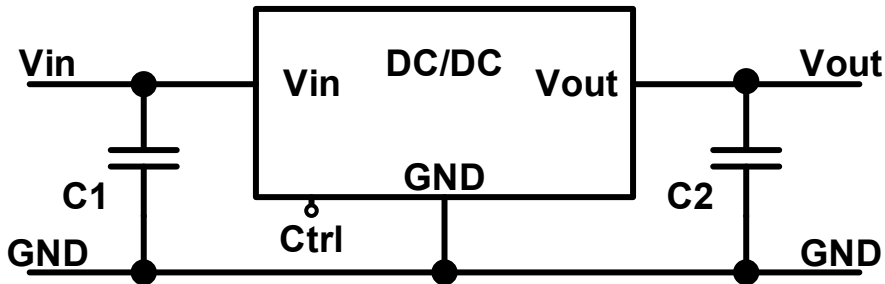 Vin
DC/DC
Vout
Vin
Vout
C1
GND
C2
Ctrl
GND
GND